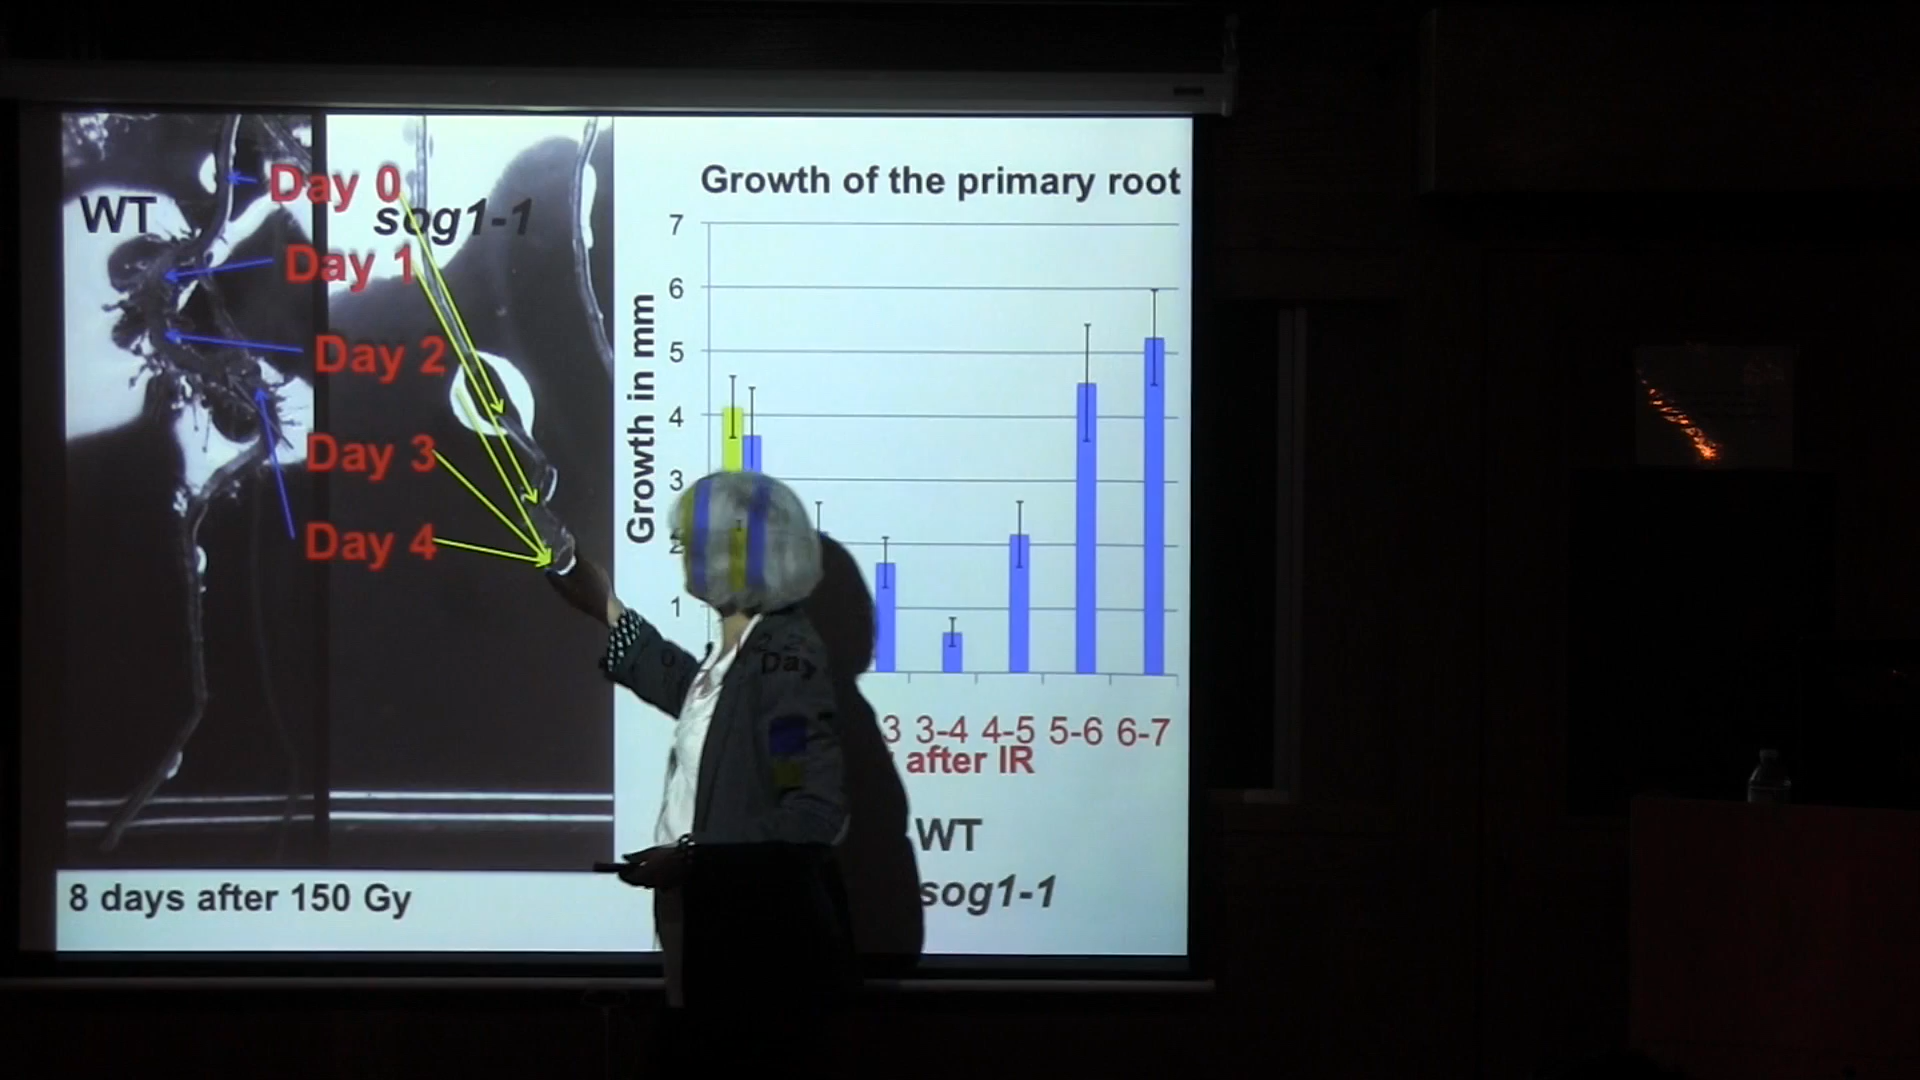 WT
Day 0
sog1-1
Day 1
Day 2
Day 3
Day 4
8 days after 150 Gy
Growth of the primary root
Growth in mm
7
6
5
4
3
2
1
0
3 3-4 4-5 5-6 6-7
Day after IR
WT
sog1-1